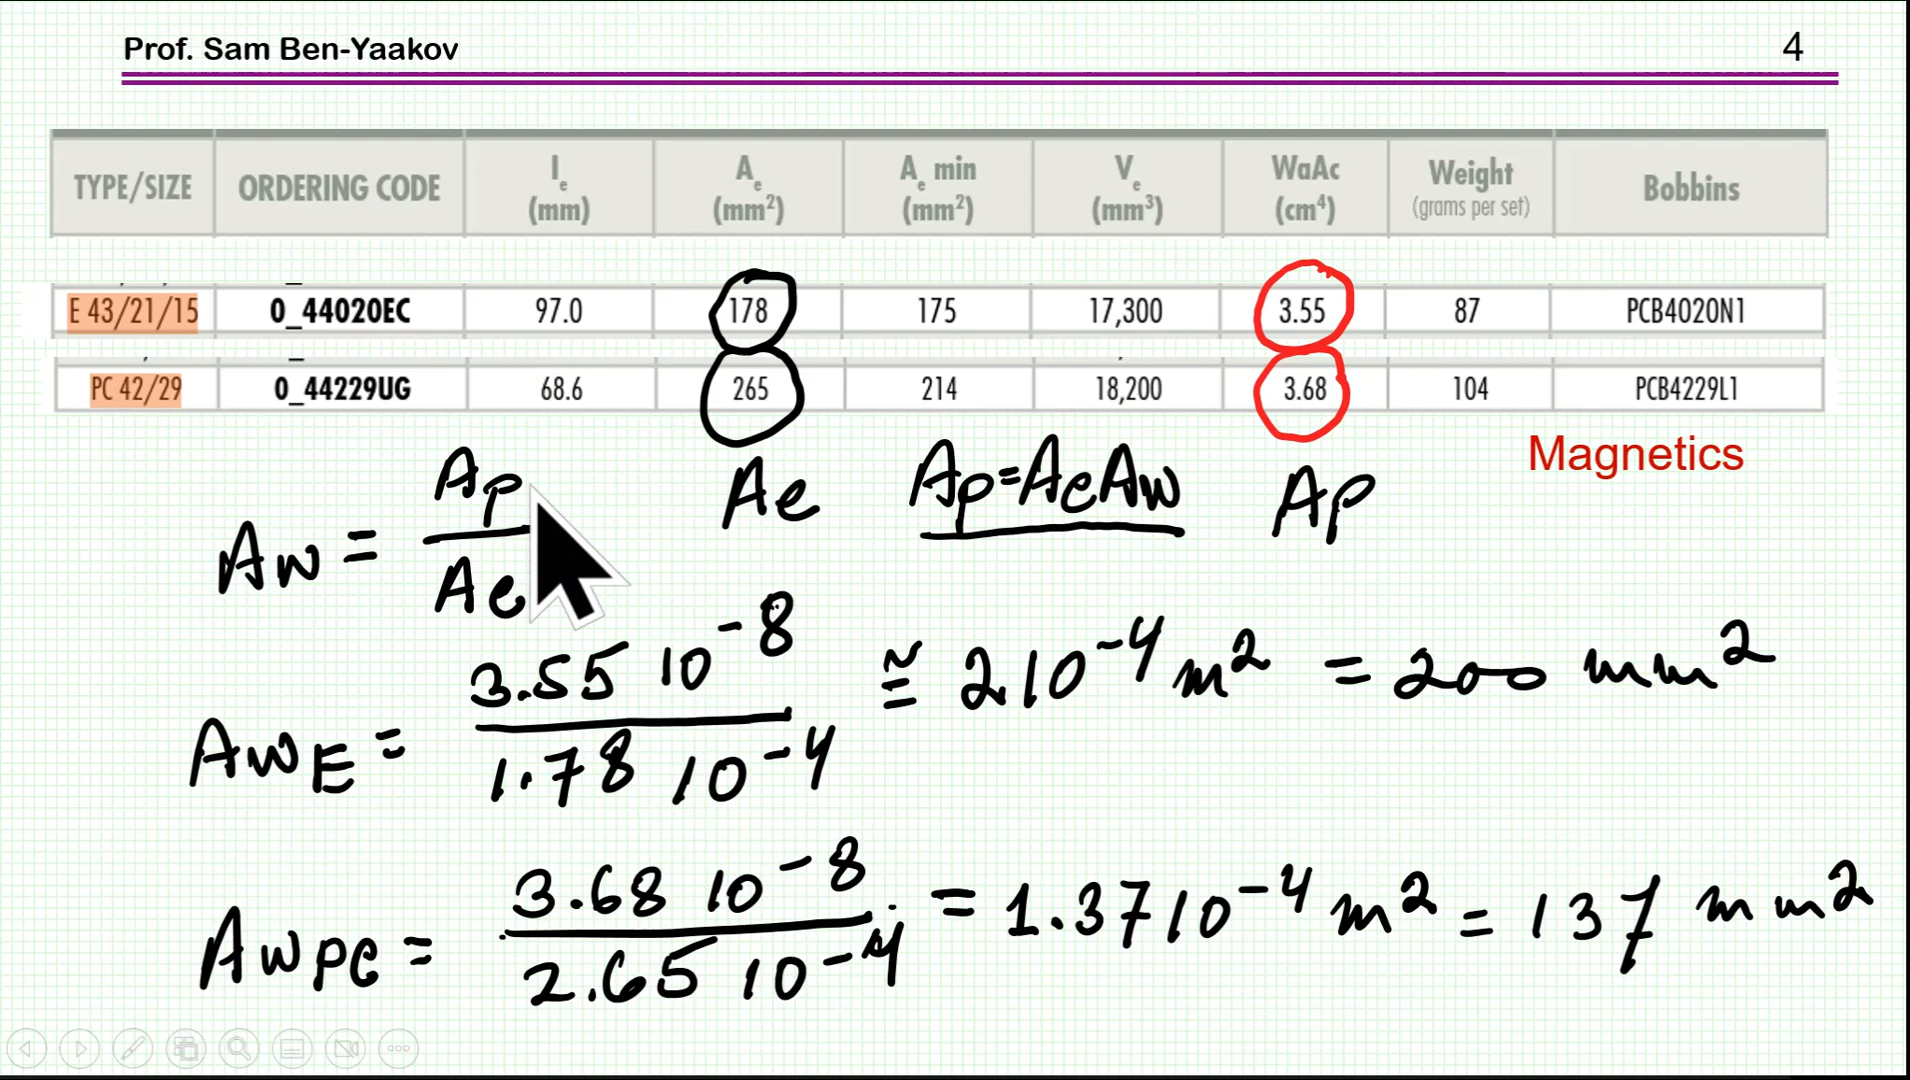 Prof. Sam Ben-Yaakov 4
TYPE/SIZE ORDERING CODE Ie (mm) Ae (mm²) Ae min (mm²) Ve (mm³) WaAc (cm⁴) Weight (grams per set) Bobbins
E 43/21/15 0_44020EC 97.0 178 175 17,300 3.55 87 PCB4020N1
PC 42/29 0_44229UG 68.6 265 214 18,200 3.68 104 PCB4229L1
Magnetics
Aw = Ap / Ae Ae Ap=AeAw Ap
AwE = 3.55 10⁻⁸ / 1.78 10⁻⁴ ≅ 2.10⁻⁴ m² = 200 mm²
AwPC = 3.68 10⁻⁸ / 2.65 10⁻⁴ = 1.37 10⁻⁴ m² = 137 mm²